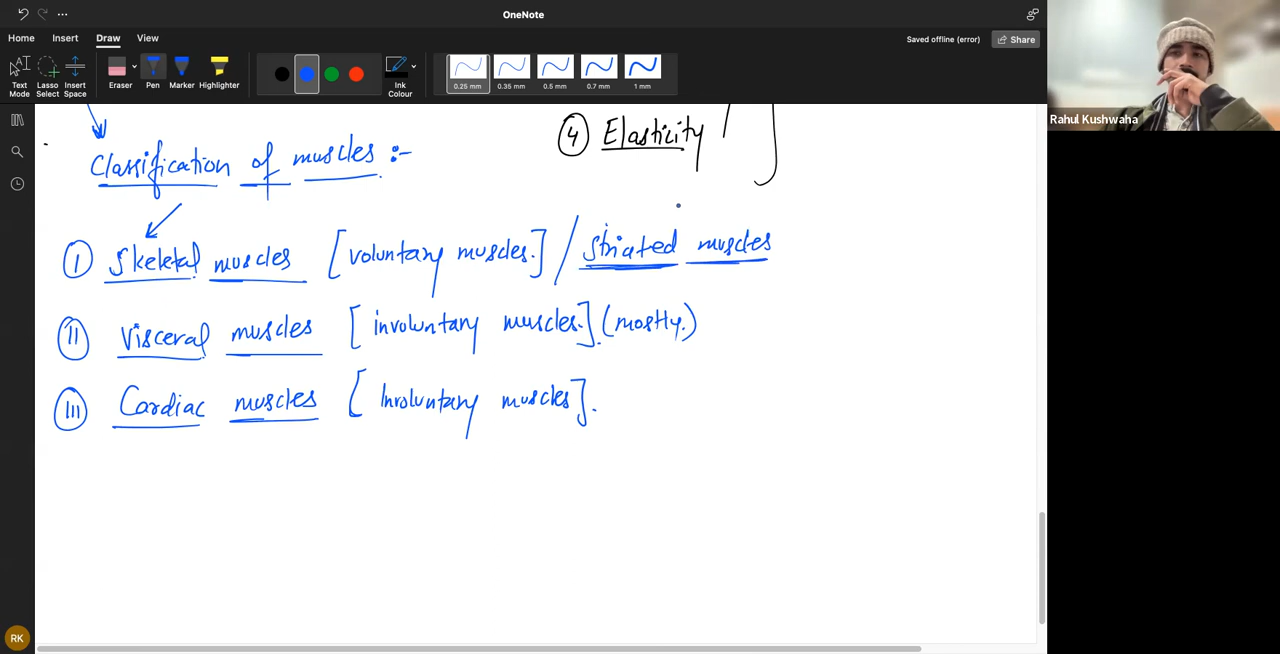 OneNote
Home Insert Draw View
Saved offline (error) Share
Text Mode
Lasso Select
Insert Space
Eraser
Pen
Marker
Highlighter
Ink Colour
0.25 mm 0.35 mm 0.5 mm 0.7 mm 1 mm
Rahul Kushwaha
4 Elasticity
Classification of muscles :-
I Skeletal muscles [voluntary muscles.] / Striated muscles
II Visceral muscles [involuntary muscles.]. (mostly.)
III Cardiac muscles [Involuntary muscles].
RK